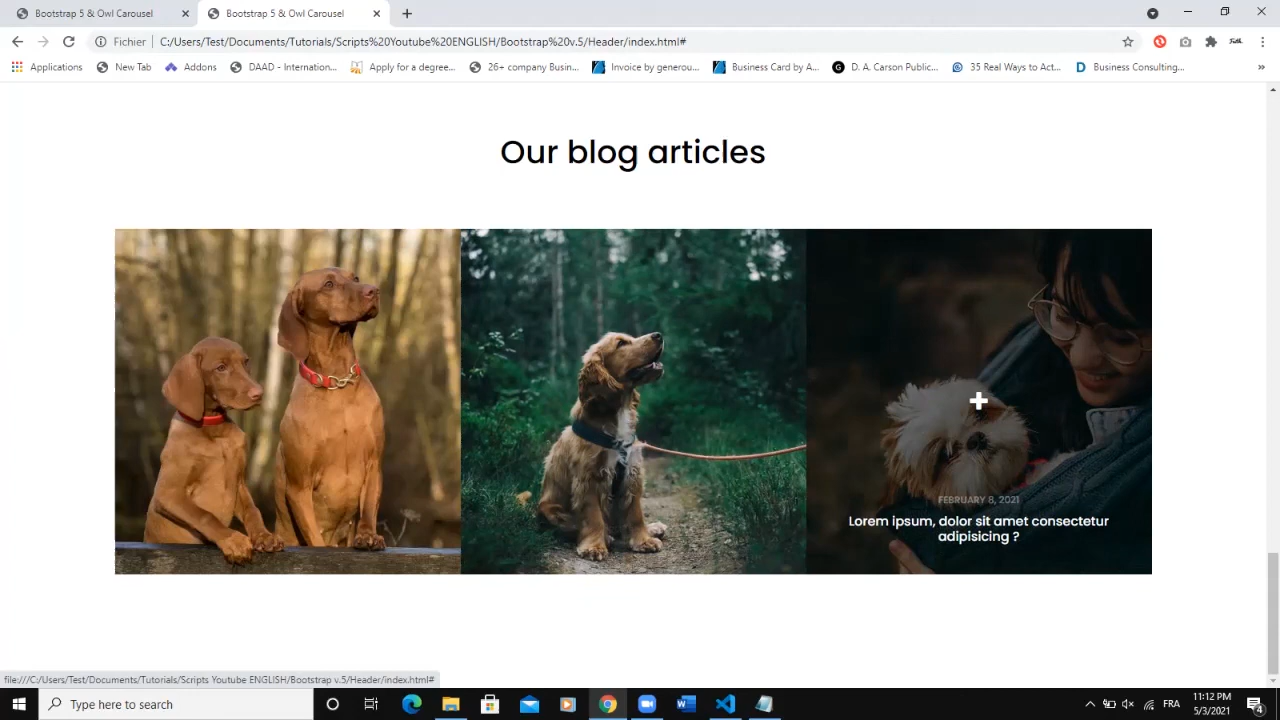 Bootstrap 5 & Owl Carousel
Bootstrap 5 & Owl Carousel
Fichier
C:/Users/Test/Documents/Tutorials/Scripts%20Youtube%20ENGLISH/Bootstrap%20v.5/Header/index.html#
Applications
New Tab
Addons
DAAD - Internation...
Apply for a degree...
26+ company Busin...
Invoice by generou...
Business Card by A...
D. A. Carson Public...
35 Real Ways to Act...
Business Consulting...
»
Our blog articles
FEBRUARY 8, 2021
Lorem ipsum, dolor sit amet consectetur
adipisicing ?
file:///C:/Users/Test/Documents/Tutorials/Scripts Youtube ENGLISH/Bootstrap v.5/Header/index.html#
Type here to search
FRA
11:12 PM
5/3/2021
4